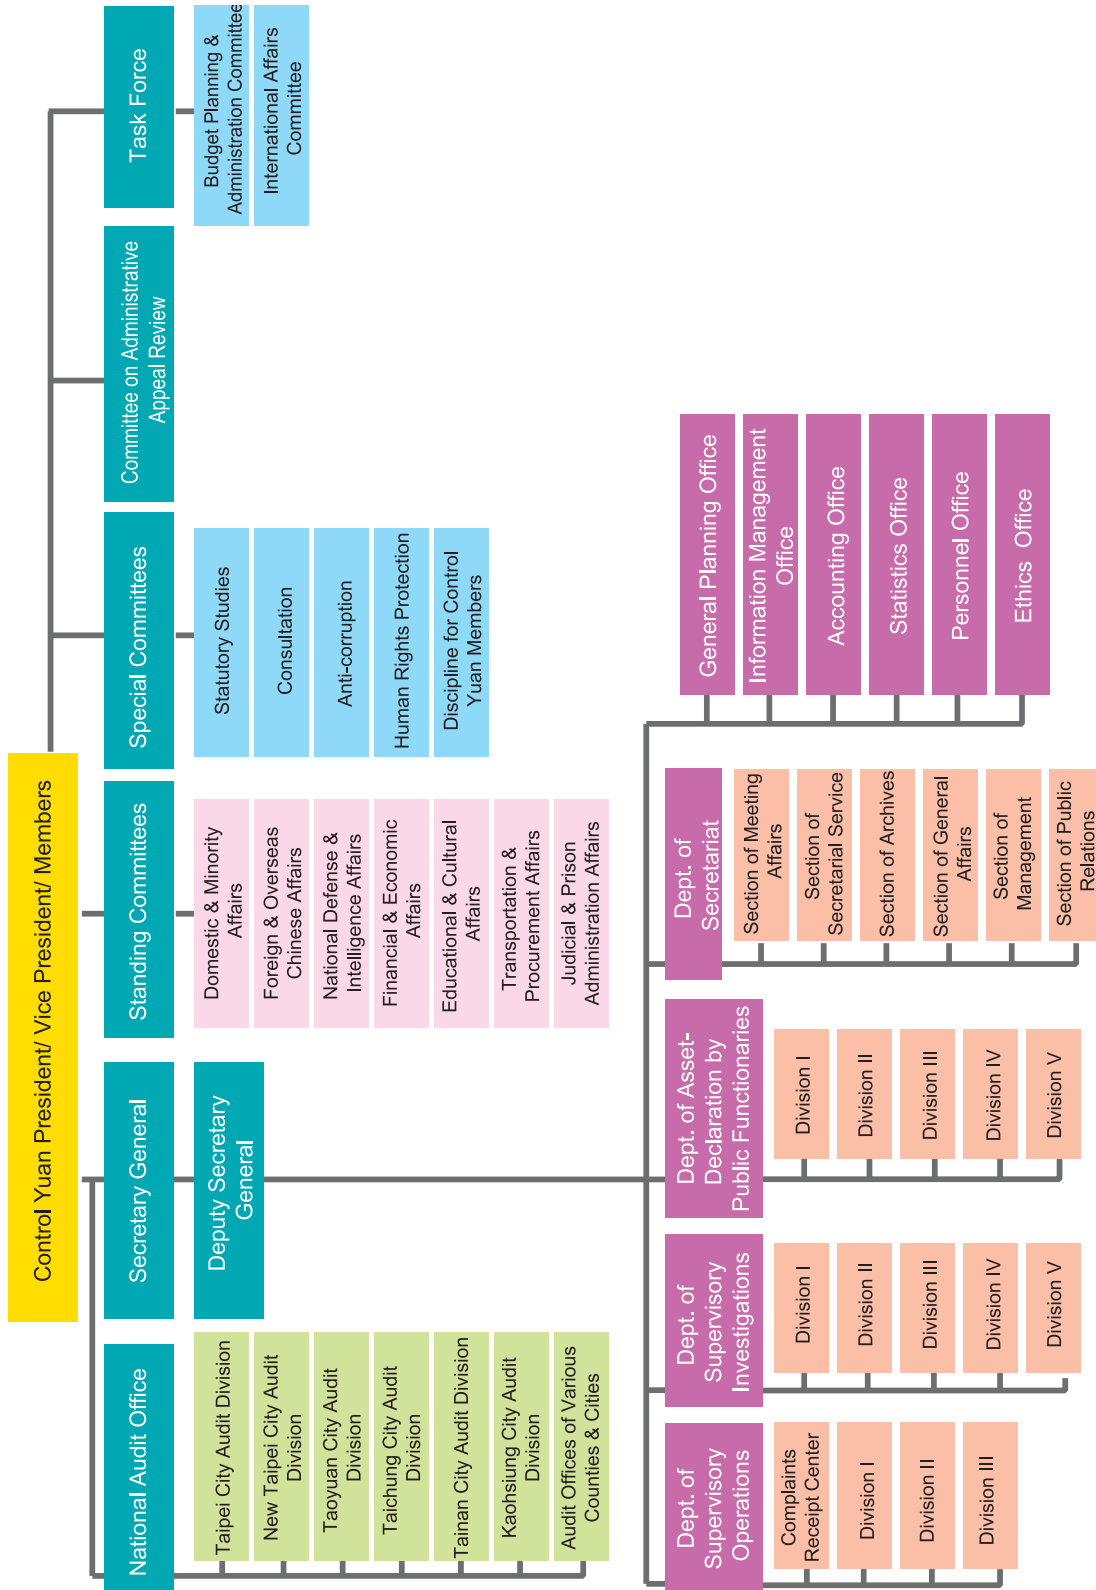 Control Yuan President/ Vice President/ Members
National Audit Office
Secretary General
Standing Committees
Special Committees
Committee on Administrative
Appeal Review
Task Force
Taipei City Audit Division
New Taipei City Audit
Division
Taoyuan City Audit
Division
Taichung City Audit
Division
Tainan City Audit Division
Kaohsiung City Audit
Division
Audit Offices of Various
Counties & Cities
Deputy Secretary
General
Domestic & Minority
Affairs
Foreign & Overseas
Chinese Affairs
National Defense &
Intelligence Affairs
Financial & Economic
Affairs
Educational & Cultural
Affairs
Transportation &
Procurement Affairs
Judicial & Prison
Administration Affairs
Statutory Studies
Consultation
Anti-corruption
Human Rights Protection
Discipline for Control
Yuan Members
Budget Planning &
Administration Committee
International Affairs
Committee
Dept. of
Supervisory
Operations
Complaints
Receipt Center
Division I
Division II
Division III
Dept. of
Supervisory
Investigations
Division I
Division II
Division III
Division IV
Division V
Dept. of Asset-
Declaration by
Public Functionaries
Division I
Division II
Division III
Division IV
Division V
Dept. of
Secretariat
Section of Meeting
Affairs
Section of
Secretarial Service
Section of Archives
Section of General
Affairs
Section of
Management
Section of Public
Relations
General Planning Office
Information Management
Office
Accounting Office
Statistics Office
Personnel Office
Ethics Office